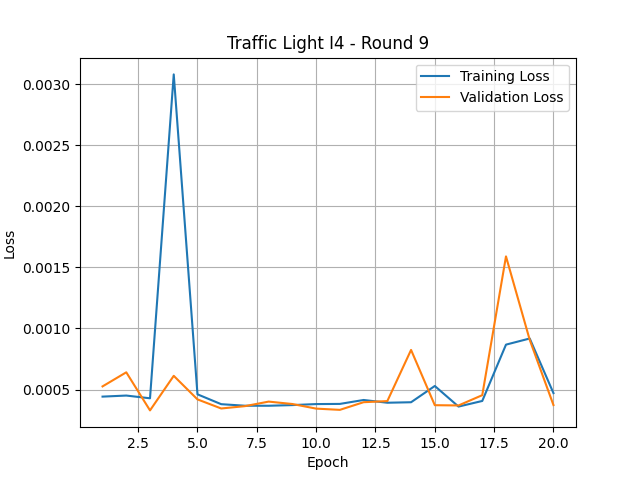 Traffic Light I4 - Round 9
Training Loss
Validation Loss
Loss
0.0030
0.0025
0.0020
0.0015
0.0010
0.0005
2.5 5.0 7.5 10.0 12.5 15.0 17.5 20.0
Epoch